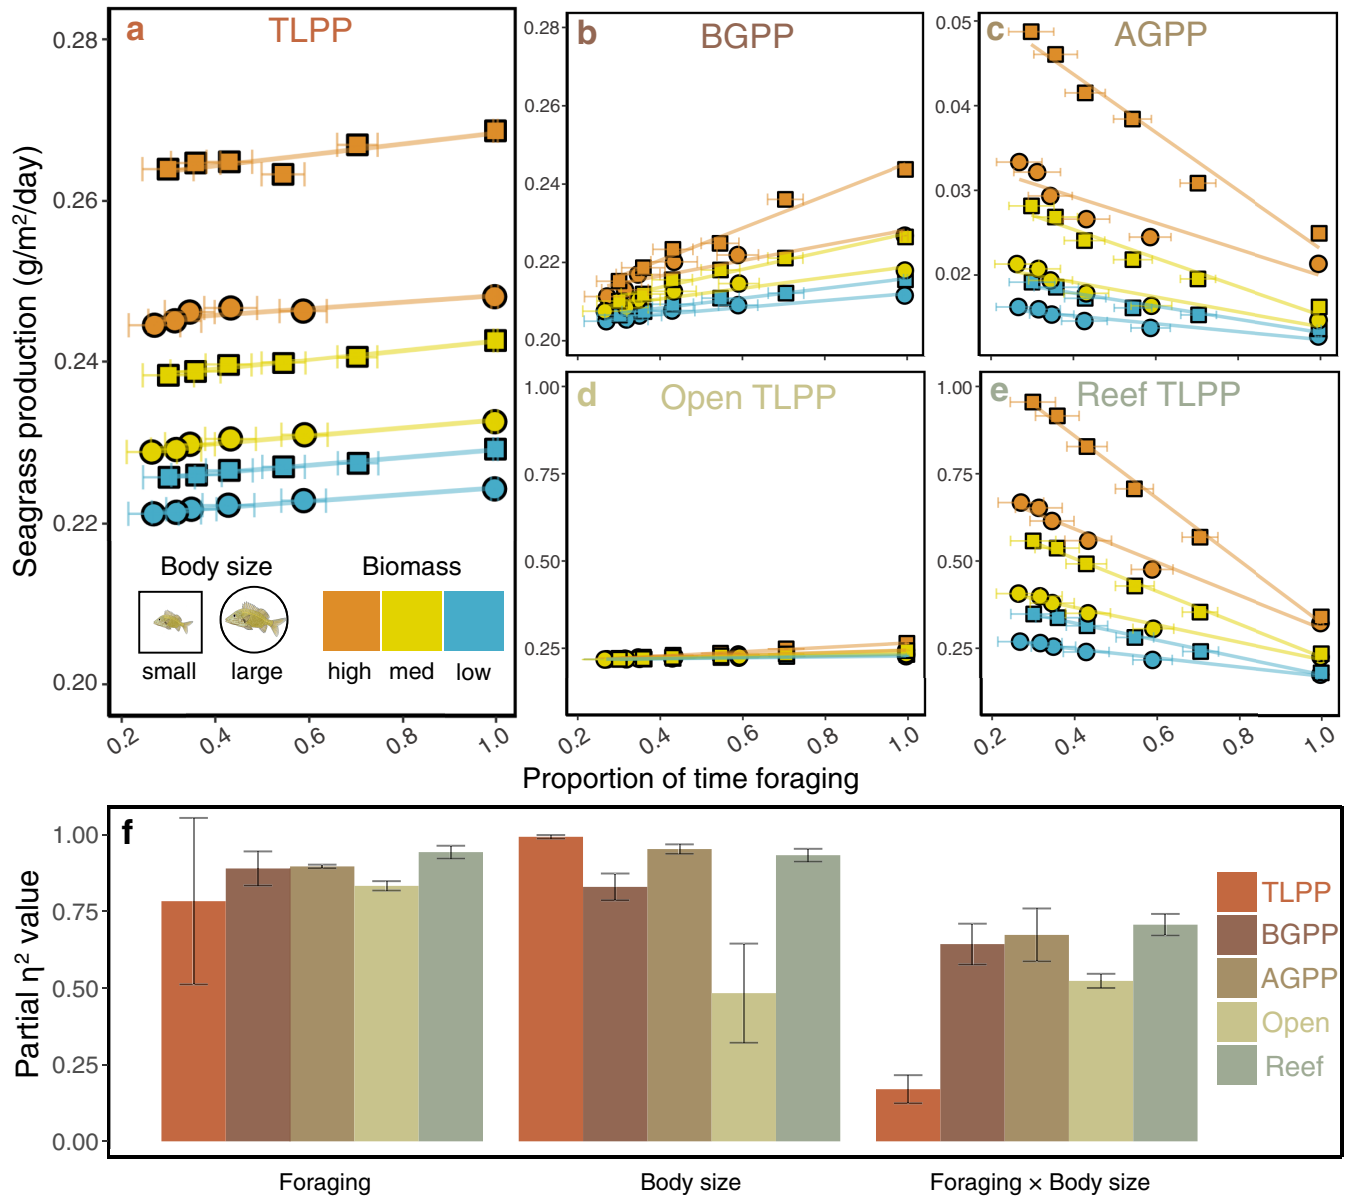 a TLPP
b BGPP
c AGPP
0.28
0.26
0.24
0.22
0.20
0.28
0.26
0.24
0.22
0.20
0.05
0.04
0.03
0.02
d Open TLPP
e Reef TLPP
1.00
0.75
0.50
0.25
1.00
0.75
0.50
0.25
Seagrass production (g/m²/day)
Body size
Biomass
small large
high med low
0.2 0.4 0.6 0.8 1.0
0.2 0.4 0.6 0.8 1.0
0.2 0.4 0.6 0.8 1.0
Proportion of time foraging
f
Partial η² value
1.00
0.75
0.50
0.25
0.00
TLPP
BGPP
AGPP
Open
Reef
Foraging
Body size
Foraging × Body size